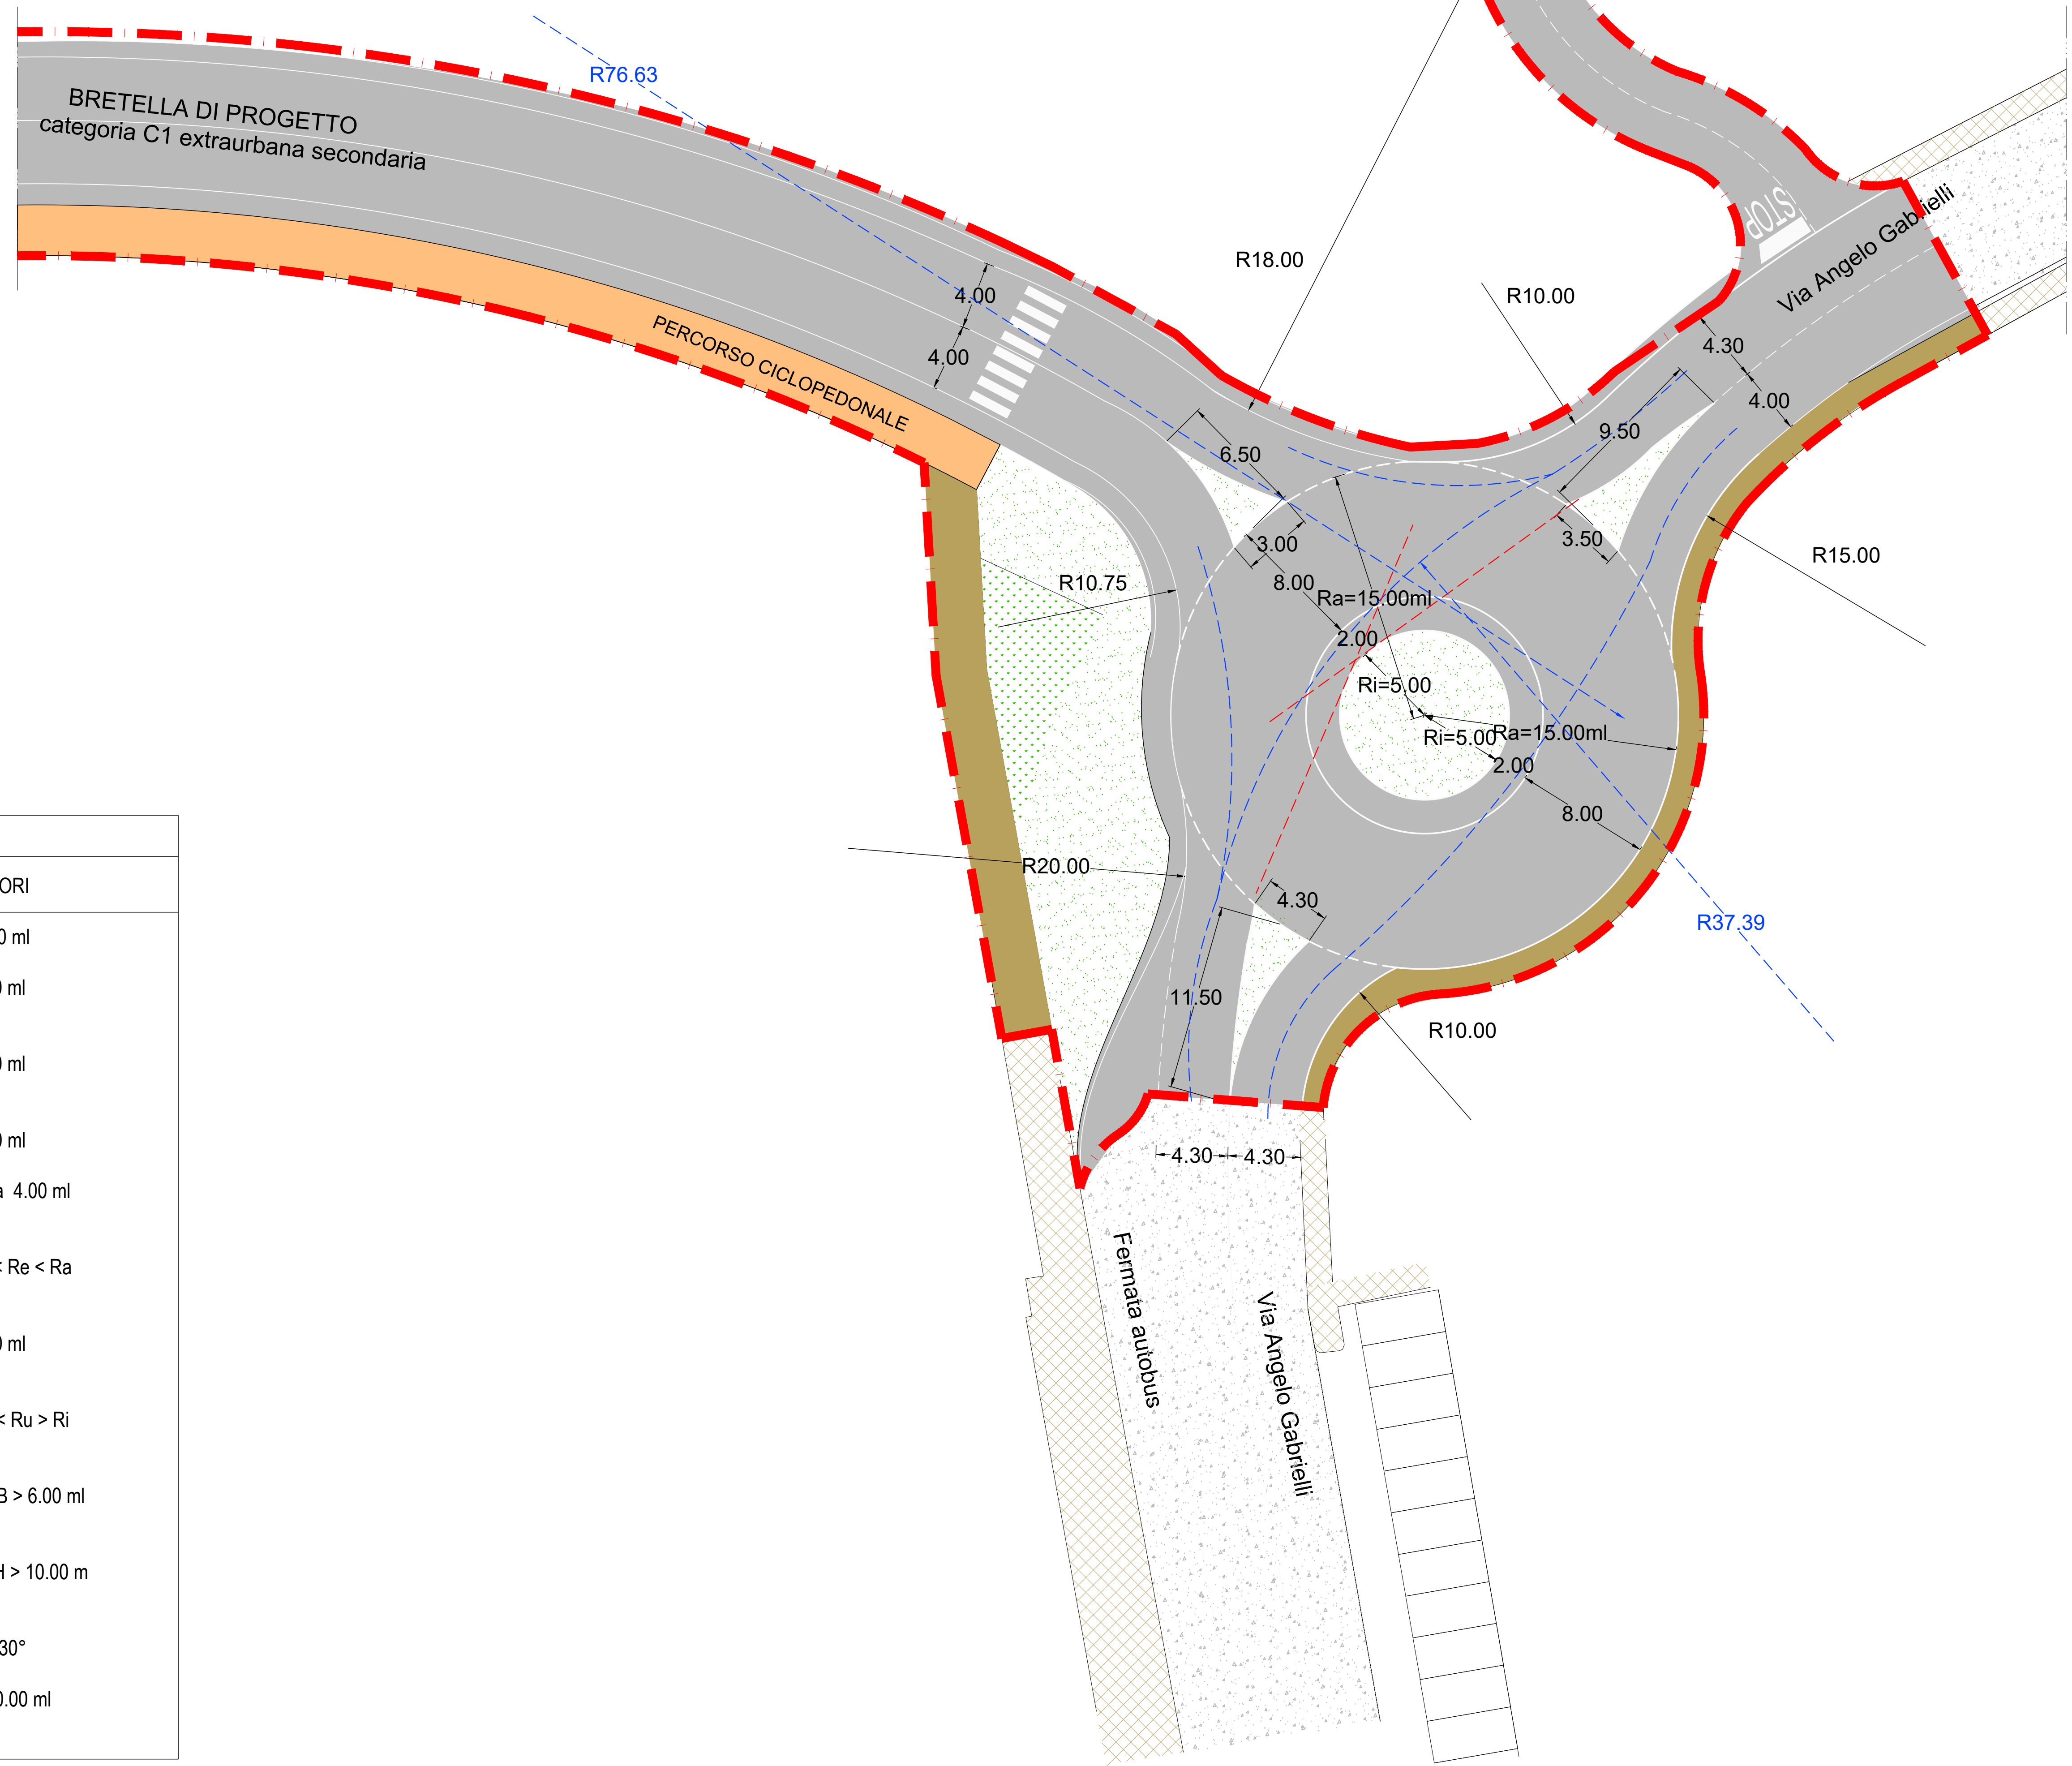 R76.63
BRETELLA DI PROGETTO
categoria C1 extraurbana secondaria
PERCORSO CICLOPEDONALE
4.00
4.00
R18.00
R10.00
STOP
Via Angelo Gabrielli
4.30
4.00
9.50
6.50
3.00
3.50
8.00
R10.75
R15.00
Ra=15.00ml
2.00
Ri=5.00
Ri=5.00
Ra=15.00ml
2.00
8.00
R20.00
4.30
R37.39
11.50
R10.00
4.30
4.30
Fermata autobus
Via Angelo Gabrielli
ORI
0 ml
0 ml
0 ml
0 ml
4.00 ml
< Re < Ra
0 ml
< Ru > Ri
B > 6.00 ml
H > 10.00 m
30°
0.00 ml